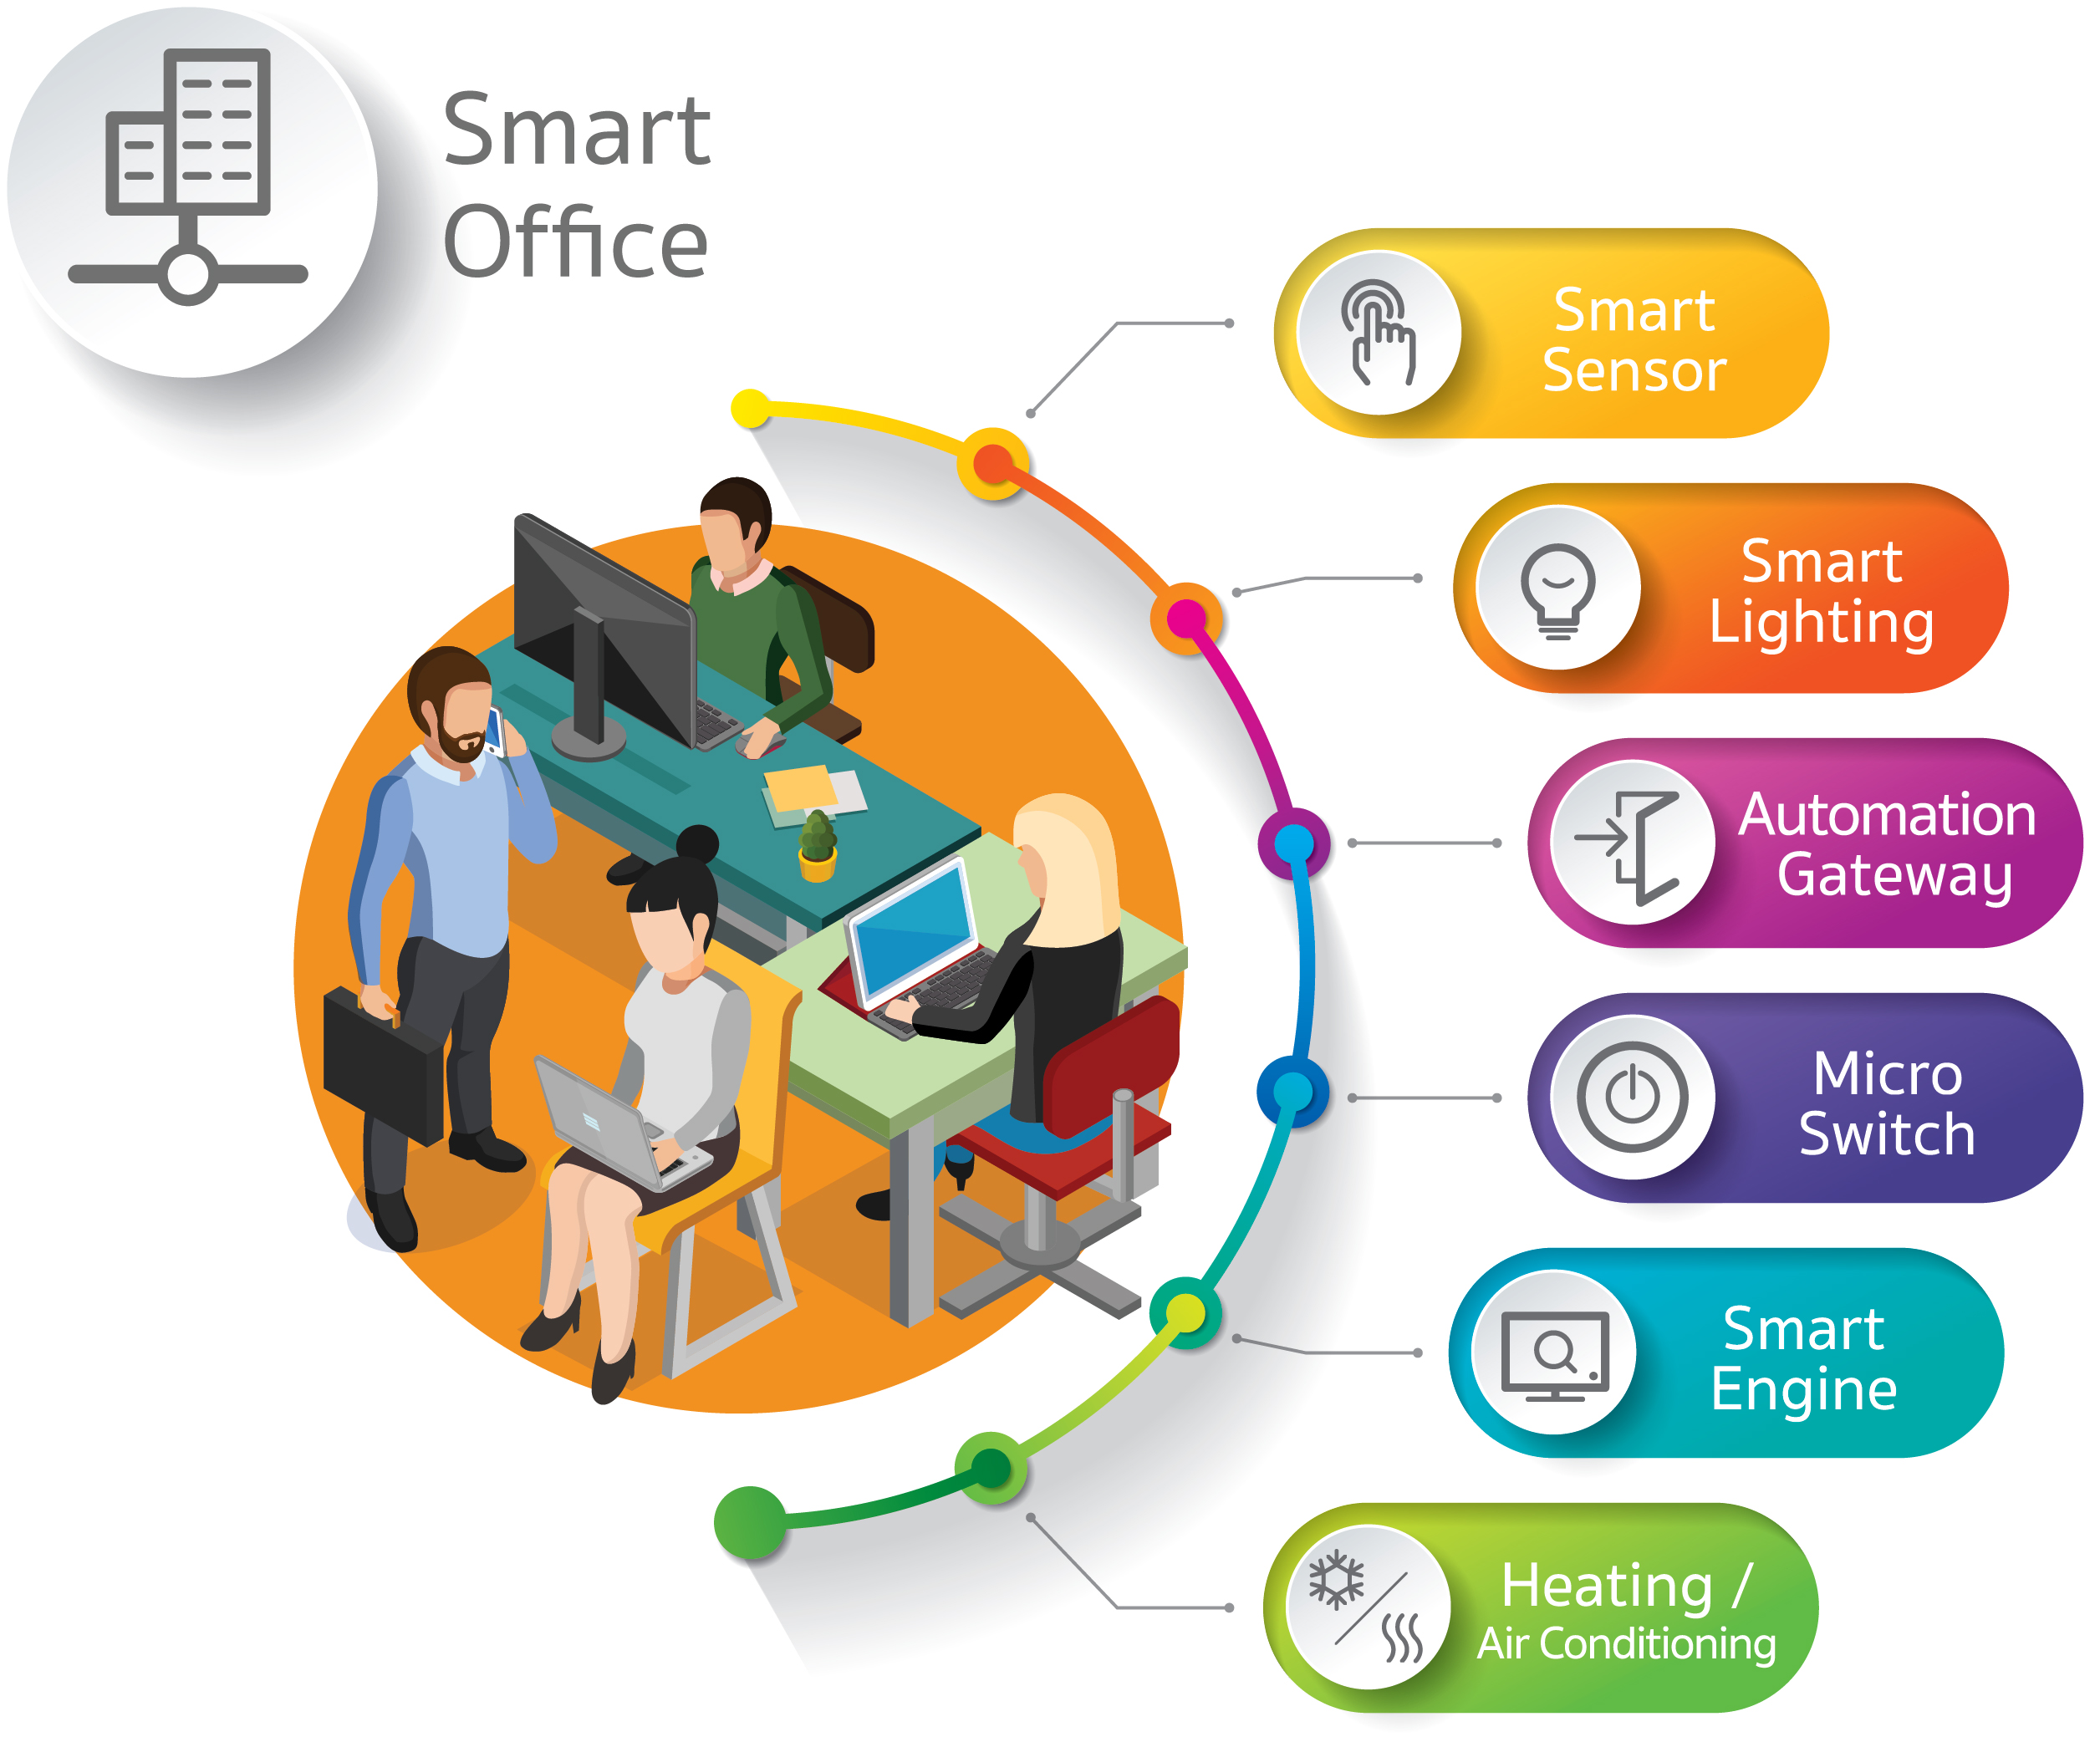 Smart
Office
Smart
Sensor
Smart
Lighting
Automation
Gateway
Micro
Switch
Smart
Engine
Heating /
Air Conditioning